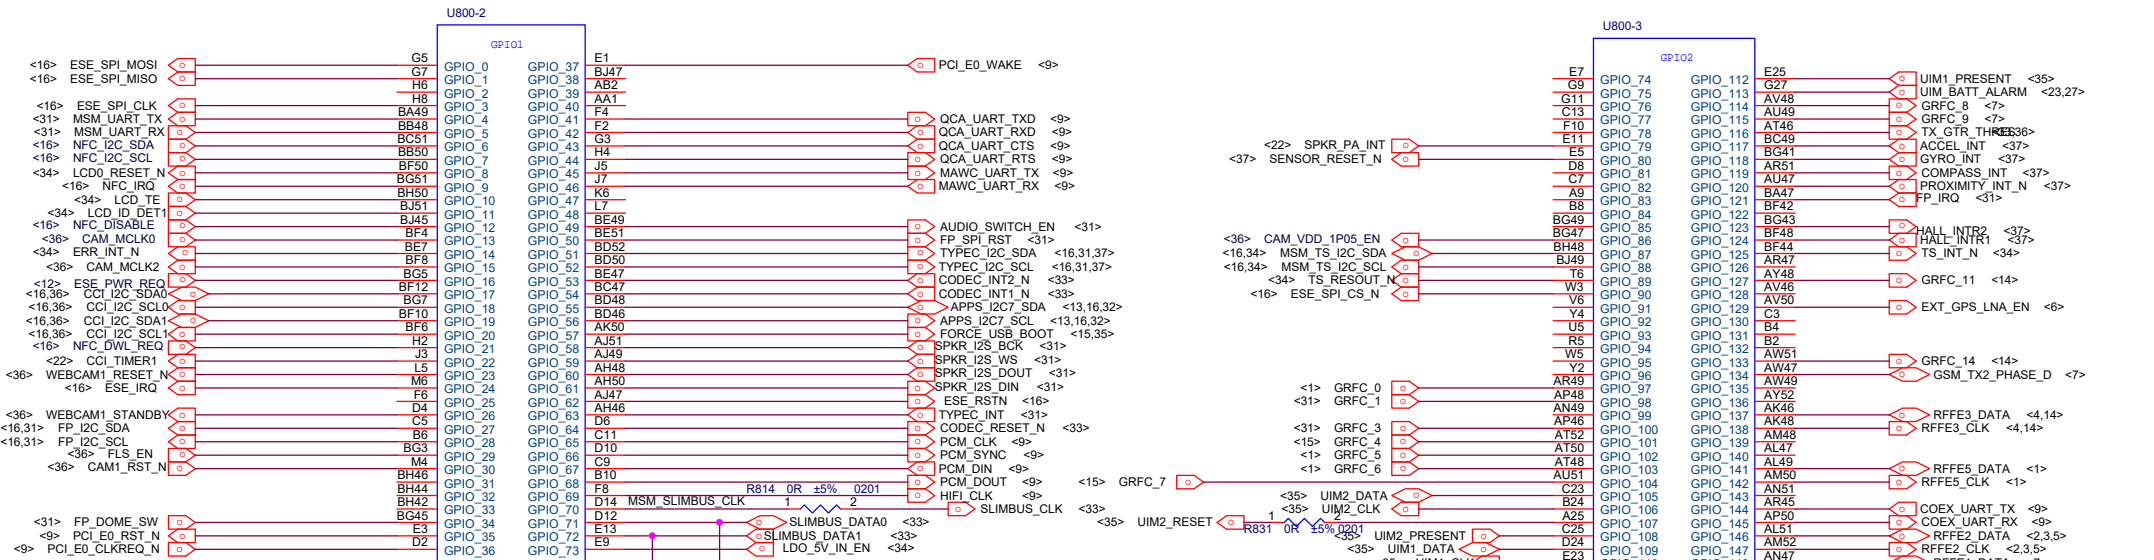 U800-2
GPIO1
<16> ESE_SPI_MOSI G5 GPIO_0 GPIO_37 E1 PCI_E0_WAKE <9>
<16> ESE_SPI_MISO G7 GPIO_1 GPIO_38 BJ47
H6 GPIO_2 GPIO_39 AB2
<16> ESE_SPI_CLK H8 GPIO_3 GPIO_40 AA1
<31> MSM_UART_TX BA49 GPIO_4 GPIO_41 F4 QCA_UART_TXD <9>
<31> MSM_UART_RX BB48 GPIO_5 GPIO_42 F2 QCA_UART_RXD <9>
<16> NFC_I2C_SDA BC51 GPIO_6 GPIO_43 G3 QCA_UART_CTS <9>
<16> NFC_I2C_SCL BB50 GPIO_7 GPIO_44 H4 QCA_UART_RTS <9>
<34> LCD0_RESET_N BF50 GPIO_8 GPIO_45 J5 MAWC_UART_TX <9>
<16> NFC_IRQ BG51 GPIO_9 GPIO_46 J7 MAWC_UART_RX <9>
<34> LCD_TE BH50 GPIO_10 GPIO_47 K6
<34> LCD_ID_DET1 BJ51 GPIO_11 GPIO_48 L7
<16> NFC_DISABLE BJ45 GPIO_12 GPIO_49 BE49 AUDIO_SWITCH_EN <31>
<36> CAM_MCLK0 BF4 GPIO_13 GPIO_50 BE51 FP_SPI_RST <31>
<34> ERR_INT_N BE7 GPIO_14 GPIO_51 BD52 TYPEC_I2C_SDA <16,31,37>
<36> CAM_MCLK2 BF8 GPIO_15 GPIO_52 BD50 TYPEC_I2C_SCL <16,31,37>
<12> ESE_PWR_REQ BG5 GPIO_16 GPIO_53 BE47 CODEC_INT2_N <33>
<16,36> CCI_I2C_SDA0 BF12 GPIO_17 GPIO_54 BC47 CODEC_INT1_N <33>
<16,36> CCI_I2C_SCL0 BG7 GPIO_18 GPIO_55 BD48 APPS_I2C7_SDA <13,16,32>
<16,36> CCI_I2C_SDA1 BF10 GPIO_19 GPIO_56 BD46 APPS_I2C7_SCL <13,16,32>
<16,36> CCI_I2C_SCL1 BF6 GPIO_20 GPIO_57 AK50 FORCE_USB_BOOT <15,35>
<16> NFC_DWL_REQ H2 GPIO_21 GPIO_58 AJ51 SPKR_I2S_BCK <31>
<22> CCI_TIMER1 J3 GPIO_22 GPIO_59 AJ49 SPKR_I2S_WS <31>
<36> WEBCAM1_RESET_N L5 GPIO_23 GPIO_60 AH48 SPKR_I2S_DOUT <31>
<16> ESE_IRQ M6 GPIO_24 GPIO_61 AH50 SPKR_I2S_DIN <31>
F6 GPIO_25 GPIO_62 AJ47 ESE_RSTN <16>
<36> WEBCAM1_STANDBY D4 GPIO_26 GPIO_63 AH46 TYPEC_INT <31>
<16,31> FP_I2C_SDA C5 GPIO_27 GPIO_64 D6 CODEC_RESET_N <33>
<16,31> FP_I2C_SCL B6 GPIO_28 GPIO_65 C11 PCM_CLK <9>
<36> FLS_EN BG3 GPIO_29 GPIO_66 D10 PCM_SYNC <9>
<36> CAM1_RST_N M4 GPIO_30 GPIO_67 C9 PCM_DIN <9>
BH46 GPIO_31 GPIO_68 B10 PCM_DOUT <9>
BH44 GPIO_32 GPIO_69 F8 R814 0R ±5% 0201 HIFI_CLK <9>
BH42 GPIO_33 GPIO_70 D14 MSM_SLIMBUS_CLK 1 2 SLIMBUS_CLK <33>
<31> FP_DOME_SW BG45 GPIO_34 GPIO_71 D12 SLIMBUS_DATA0 <33>
<9> PCI_E0_RST_N E3 GPIO_35 GPIO_72 E13 SLIMBUS_DATA1 <33>
<9> PCI_E0_CLKREQ_N D2 GPIO_36 GPIO_73 E9 LDO_5V_IN_EN <34>
U800-3
GPIO2
E7 GPIO_74 GPIO_112 E25 UIM1_PRESENT <35>
G9 GPIO_75 GPIO_113 G27 UIM_BATT_ALARM <23,27>
G11 GPIO_76 GPIO_114 AV48 GRFC_8 <7>
C13 GPIO_77 GPIO_115 AU49 GRFC_9 <7>
F10 GPIO_78 GPIO_116 AT46 TX_GTR_THRES
<22> SPKR_PA_INT E11 GPIO_79 GPIO_117 BC49 ACCEL_INT <37>
<37> SENSOR_RESET_N E5 GPIO_80 GPIO_118 BG41 GYRO_INT <37>
D8 GPIO_81 GPIO_119 AR51 COMPASS_INT <37>
C7 GPIO_82 GPIO_120 AU47 PROXIMITY_INT_N <37>
A9 GPIO_83 GPIO_121 BA47 FP_IRQ <31>
B8 GPIO_84 GPIO_122 BF42
BG49 GPIO_85 GPIO_123 BG43 HALL_INTR2 <37>
<36> CAM_VDD_1P05_EN BG47 GPIO_86 GPIO_124 BF48 HALL_INTR1 <37>
<16,34> MSM_TS_I2C_SDA BH48 GPIO_87 GPIO_125 BF44 TS_INT_N <34>
<16,34> MSM_TS_I2C_SCL BJ49 GPIO_88 GPIO_126 AR47
<34> TS_RESOUT_N T6 GPIO_89 GPIO_127 AY48 GRFC_11 <14>
<16> ESE_SPI_CS_N W3 GPIO_90 GPIO_128 AV46
V6 GPIO_91 GPIO_129 AV50 EXT_GPS_LNA_EN <6>
Y4 GPIO_92 GPIO_130 C3
U5 GPIO_93 GPIO_131 B4
R5 GPIO_94 GPIO_132 B2
W5 GPIO_95 GPIO_133 AW51 GRFC_14 <14>
Y2 GPIO_96 GPIO_134 AW47 GSM_TX2_PHASE_D <7>
<1> GRFC_0 AR49 GPIO_97 GPIO_135 AW49
<31> GRFC_1 AP48 GPIO_98 GPIO_136 AY52
AN49 GPIO_99 GPIO_137 AK46 RFFE3_DATA <4,14>
<31> GRFC_3 AP46 GPIO_100 GPIO_138 AK48 RFFE3_CLK <4,14>
<15> GRFC_4 AT52 GPIO_101 GPIO_139 AM48
<1> GRFC_5 AT50 GPIO_102 GPIO_140 AL47
<1> GRFC_6 AT48 GPIO_103 GPIO_141 AL49 RFFE5_DATA <1>
<15> GRFC_7 AU51 GPIO_104 GPIO_142 AM50 RFFE5_CLK <1>
<35> UIM2_DATA C23 GPIO_105 GPIO_143 AN51
<35> UIM2_CLK B24 GPIO_106 GPIO_144 AR45 COEX_UART_TX <9>
<35> UIM2_RESET 1 2 R831 0R ±5% 0201 A25 GPIO_107 GPIO_145 AP50 COEX_UART_RX <9>
<35> UIM2_PRESENT C25 GPIO_108 GPIO_146 AL51 RFFE2_DATA <2,3,5>
<35> UIM1_DATA D24 GPIO_109 GPIO_147 AM52 RFFE2_CLK <2,3,5>
E23 AN47